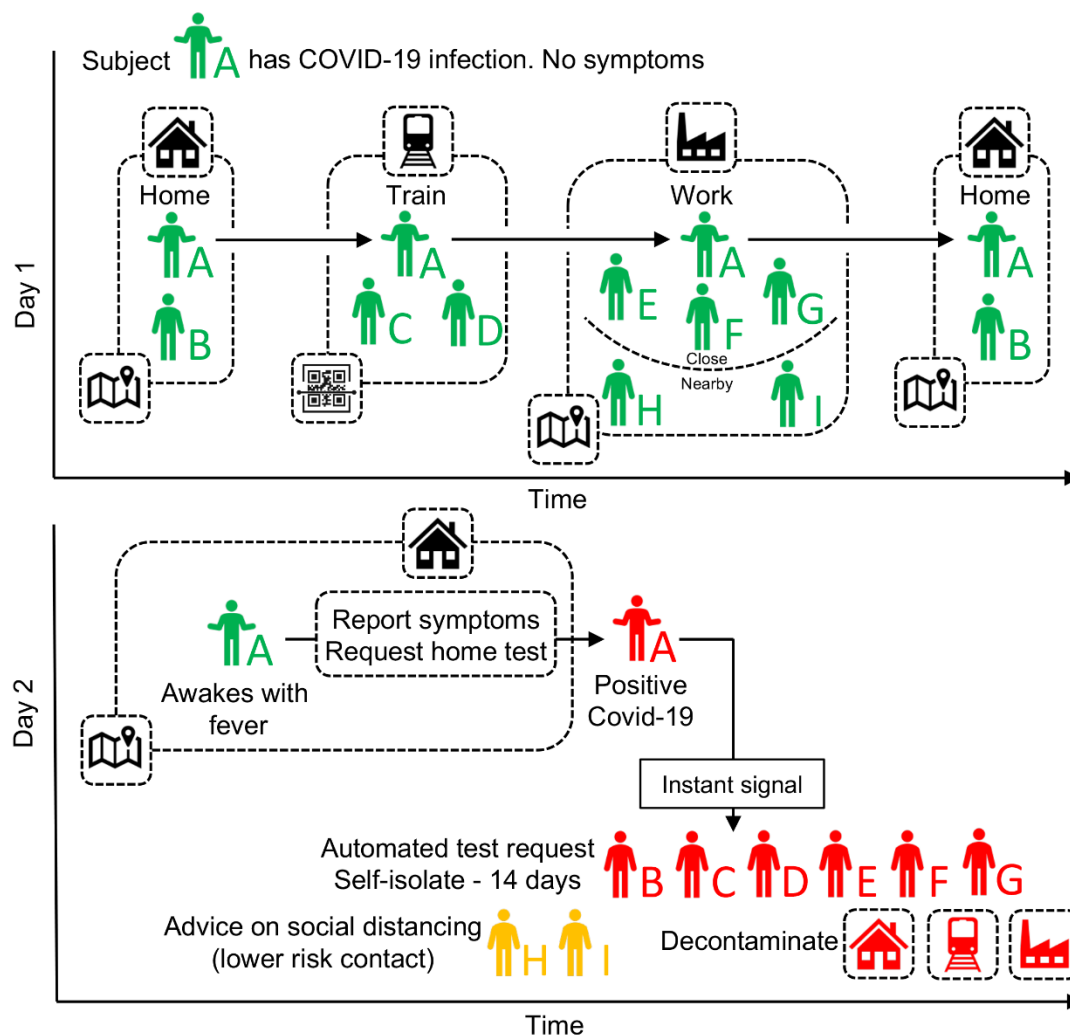 Subject A has COVID-19 infection. No symptoms
Home
Train
Work
Home
A
A
A
A
B
C
D
E
F
G
B
Close
Nearby
H
I
Day 1
Time
Report symptoms
Request home test
A
A
Awakes with
fever
Positive
Covid-19
Day 2
Instant signal
Automated test request
Self-isolate - 14 days
B
C
D
E
F
G
Advice on social distancing
(lower risk contact)
H
I
Decontaminate
Time